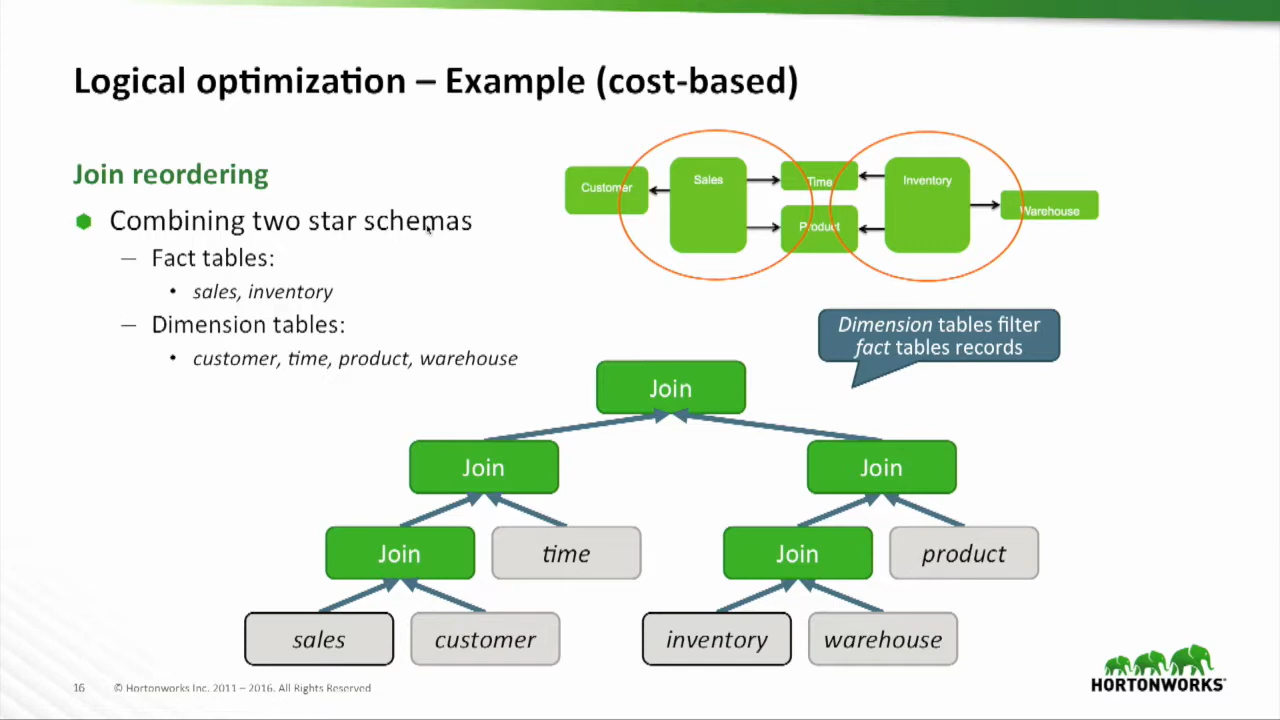 Logical optimization – Example (cost-based)
Join reordering
Combining two star schemas
– Fact tables:
• sales, inventory
– Dimension tables:
• customer, time, product, warehouse
Customer
Sales
Time
Product
Inventory
Warehouse
Dimension tables filter
fact tables records
Join
Join
Join
Join
time
Join
product
sales
customer
inventory
warehouse
16
© Hortonworks Inc. 2011 – 2016. All Rights Reserved
HORTONWORKS